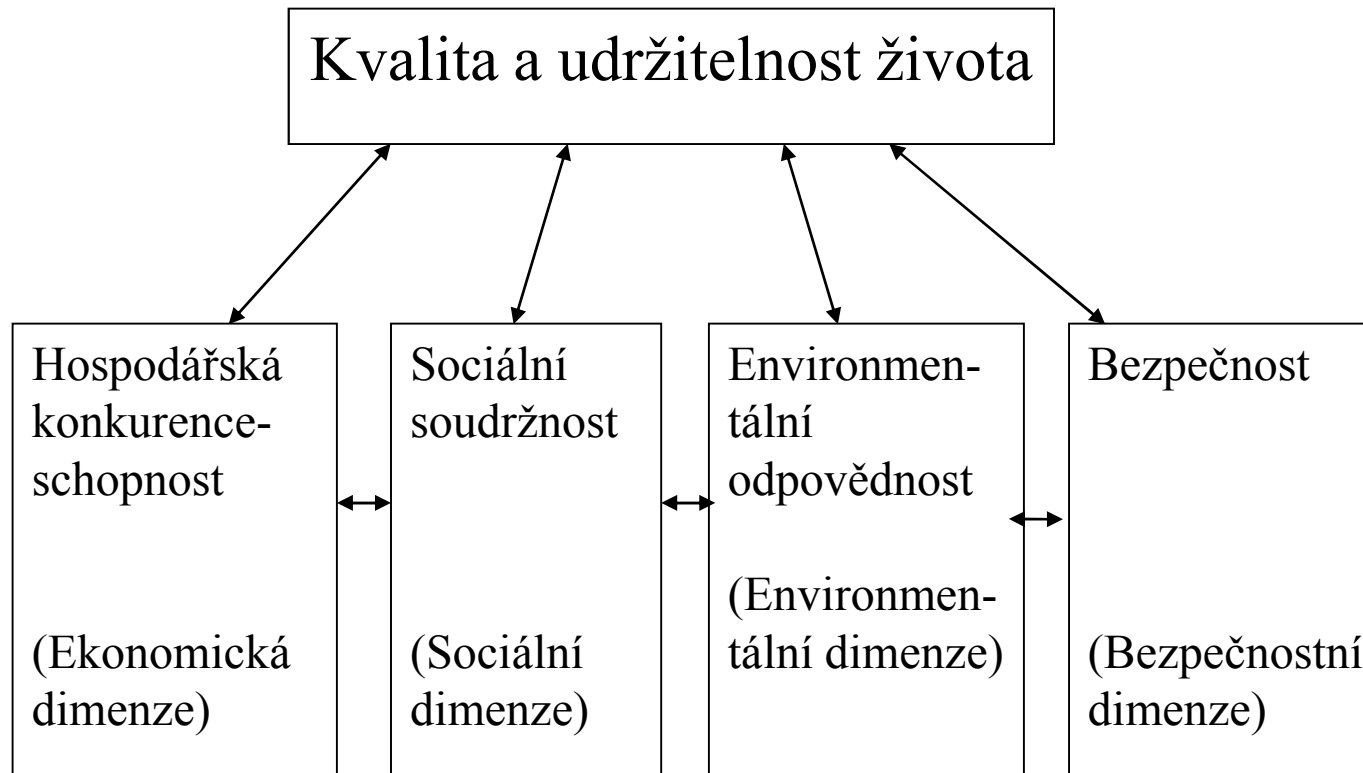 Kvalita a udržitelnost života
Hospodářská
konkurence-
schopnost
(Ekonomická
dimenze)
Sociální
soudržnost
(Sociální
dimenze)
Environmen-
tální
odpovědnost
(Environmen-
tální dimenze)
Bezpečnost
(Bezpečnostní
dimenze)